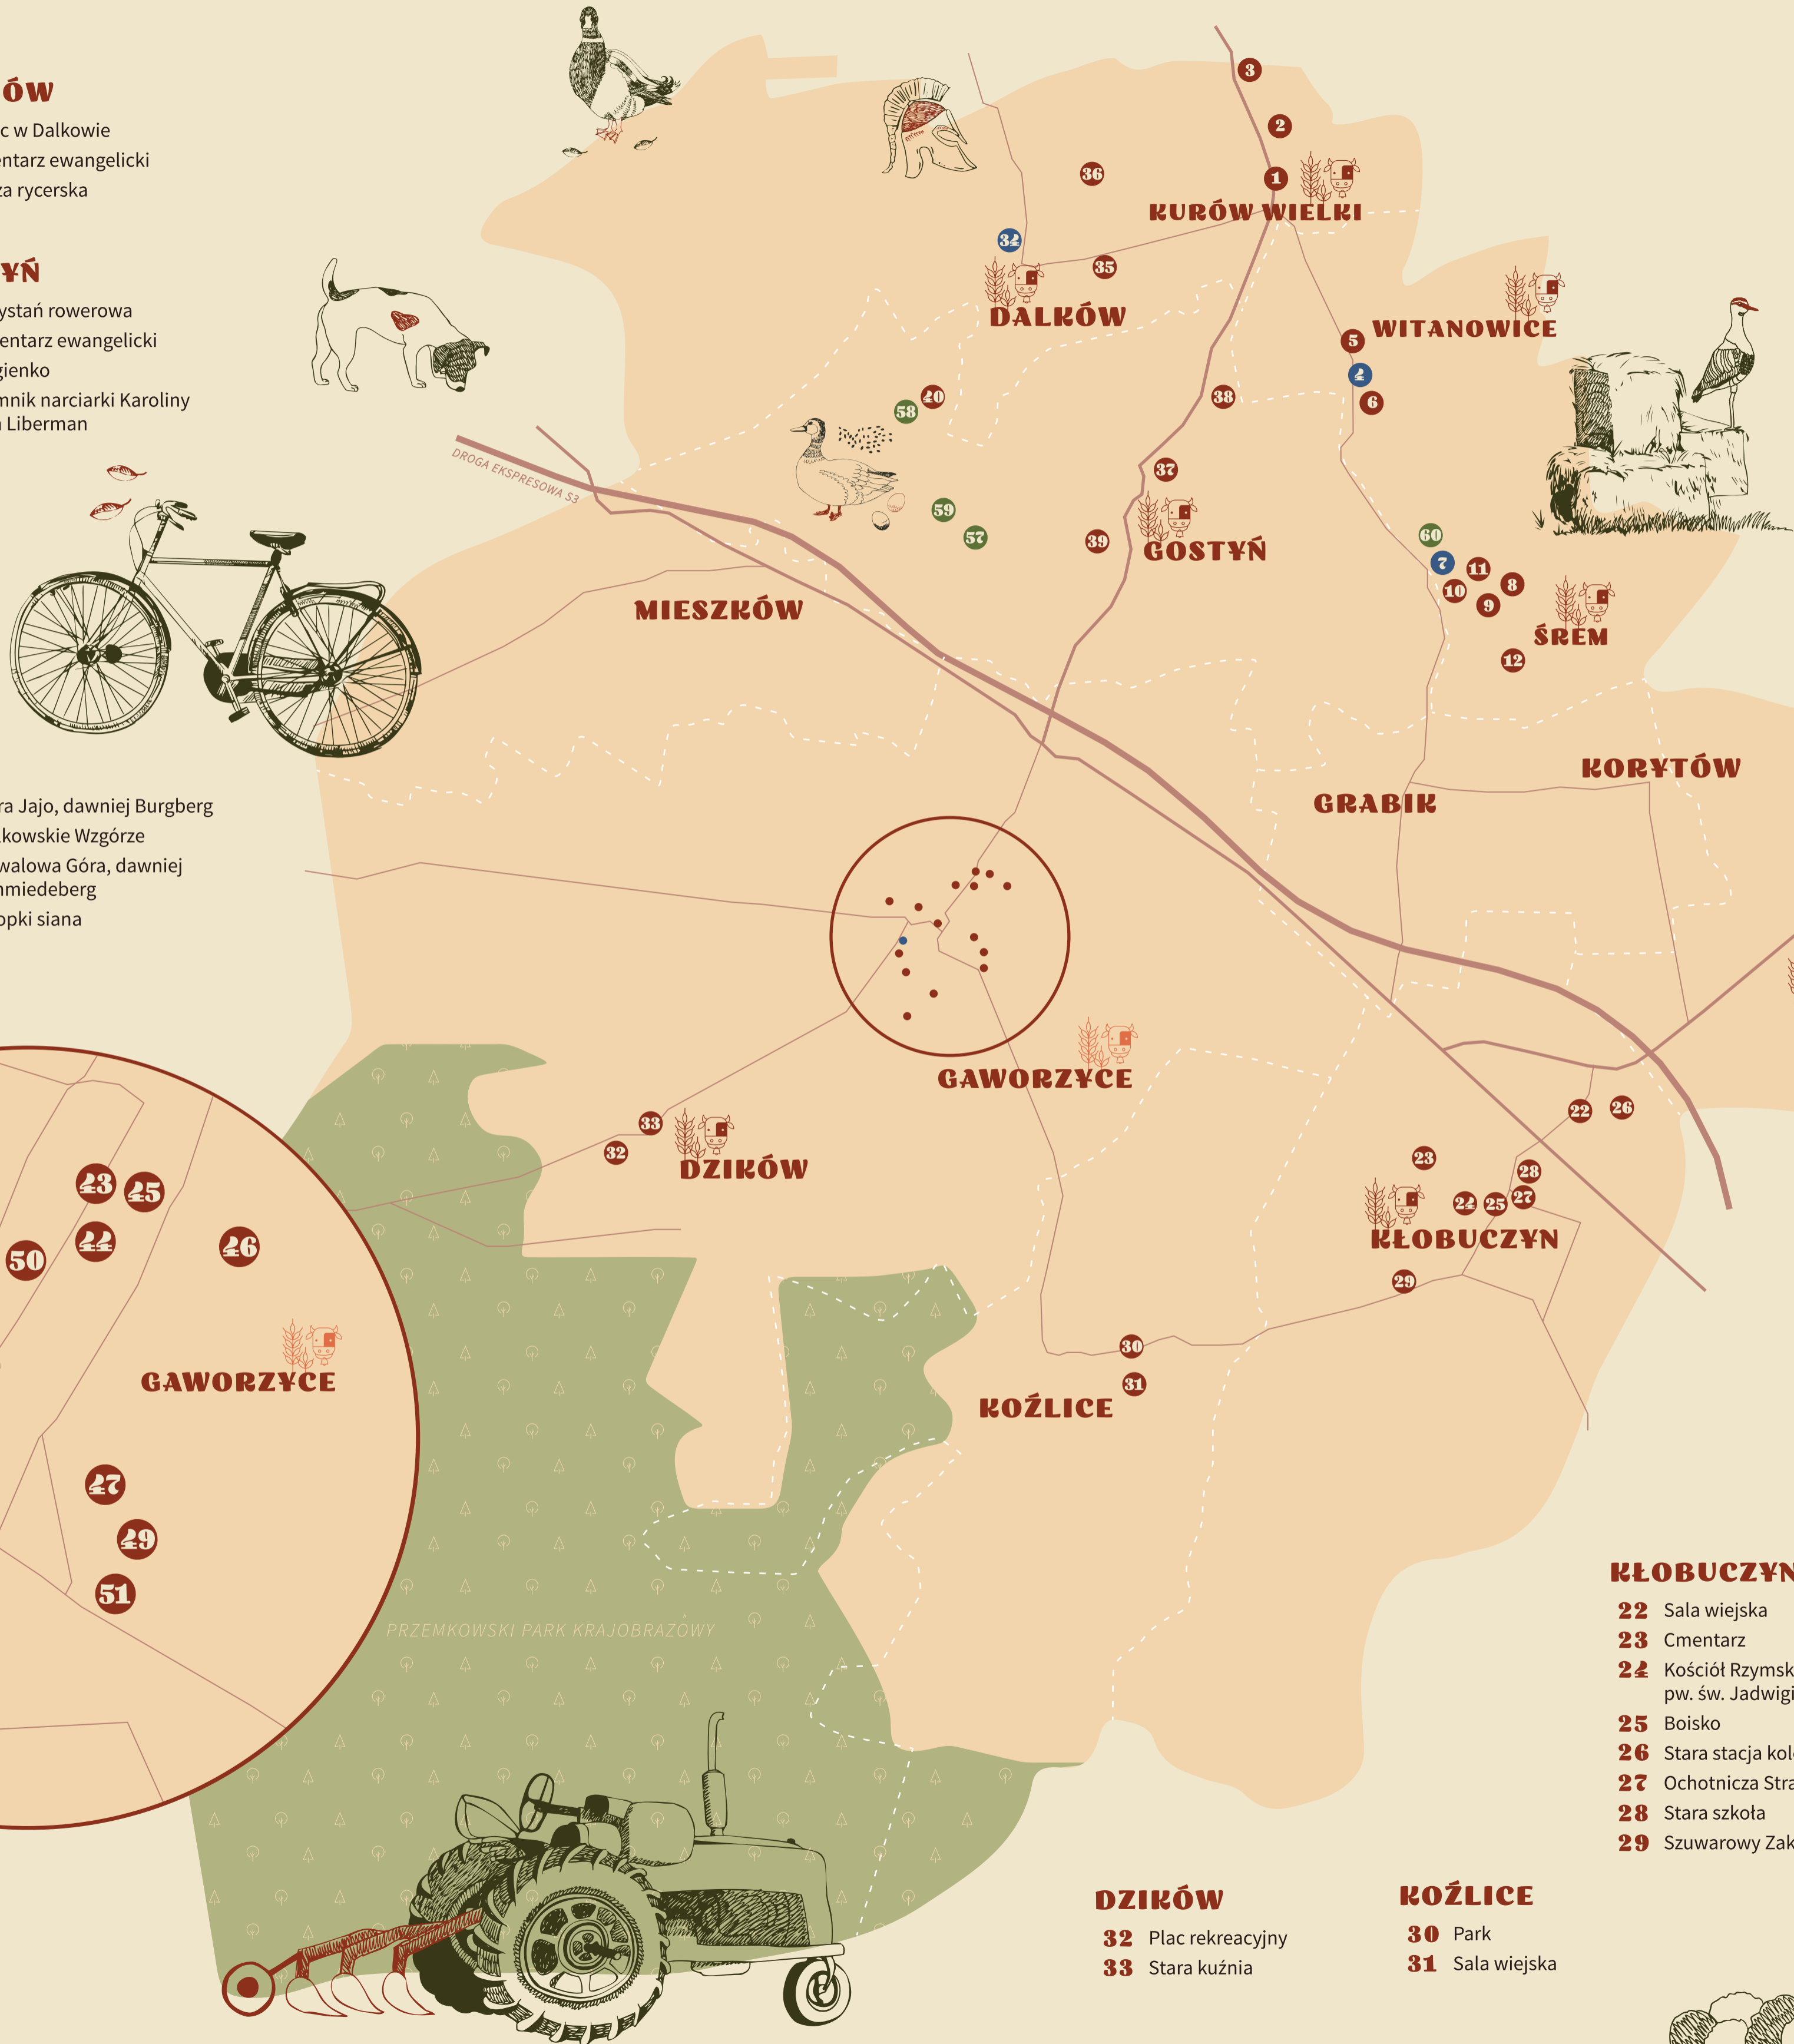 ÓW
c w Dalkowie
entarz ewangelicki
za rycerska
YŃ
ystań rowerowa
entarz ewangelicki
gienko
mnik narciarki Karoliny
Liberman
3
2
1
KURÓW WIELKI
36
34
35
DALKÓW
WITANOWICE
5
4
6
58
40
38
37
DROGA EKSPRESOWA S3
59
57
39
GOSTYŃ
60
7
11
8
10
9
ŚREM
12
MIESZKÓW
KORYTÓW
GRABIK
ra Jajo, dawniej Burgberg
lkowskie Wzgórze
walowa Góra, dawniej
hmiedeberg
opki siana
GAWORZYCE
33
32
DZIKÓW
22
26
23
28
24
25
27
KŁOBUCZYN
29
30
31
KOŹLICE
43
45
44
46
50
GAWORZYCE
47
49
51
PRZEMKOWSKI PARK KRAJOBRAZOWY
KŁOBUCZYN
22 Sala wiejska
23 Cmentarz
24 Kościół Rzymsk
pw. św. Jadwigi
25 Boisko
26 Stara stacja kol
27 Ochotnicza Stra
28 Stara szkoła
29 Szuwarowy Zak
DZIKÓW
32 Plac rekreacyjny
33 Stara kuźnia
KOŹLICE
30 Park
31 Sala wiejska